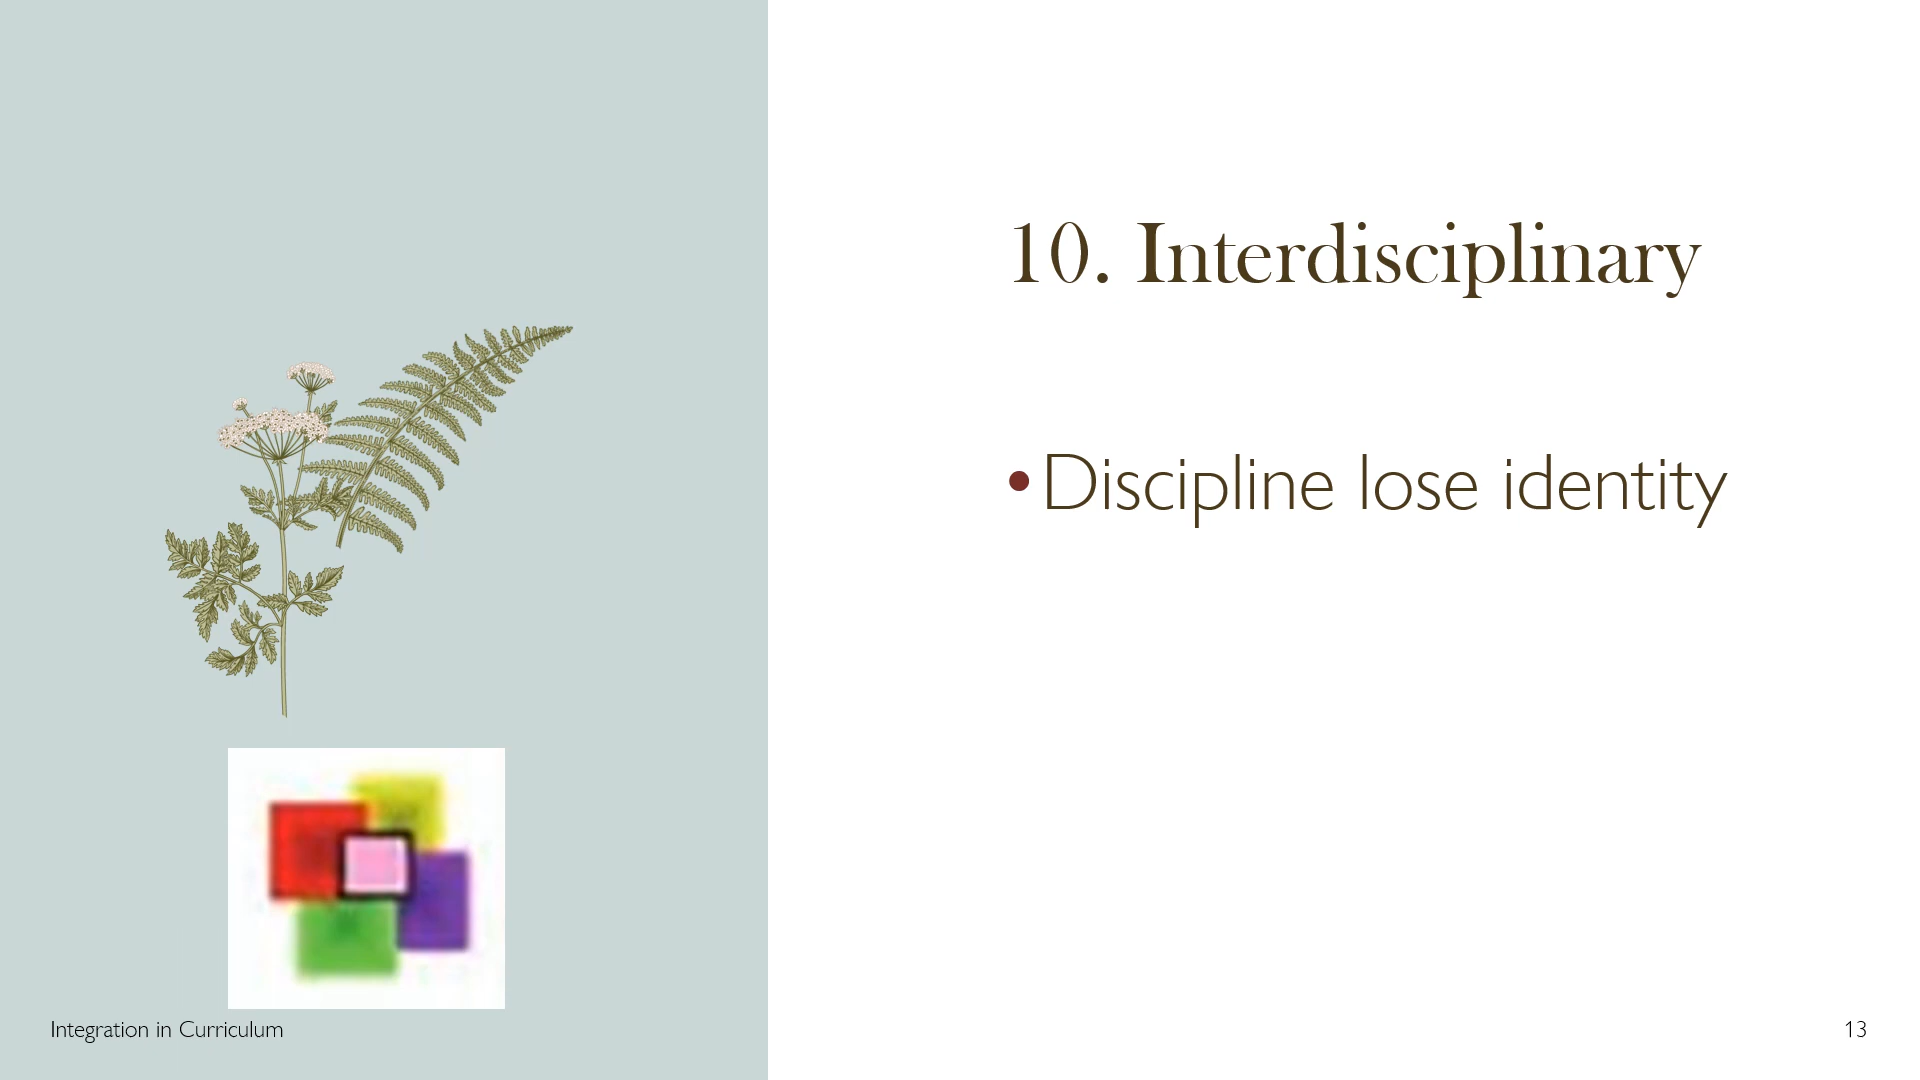 10. Interdisciplinary
•Discipline lose identity
Integration in Curriculum
13